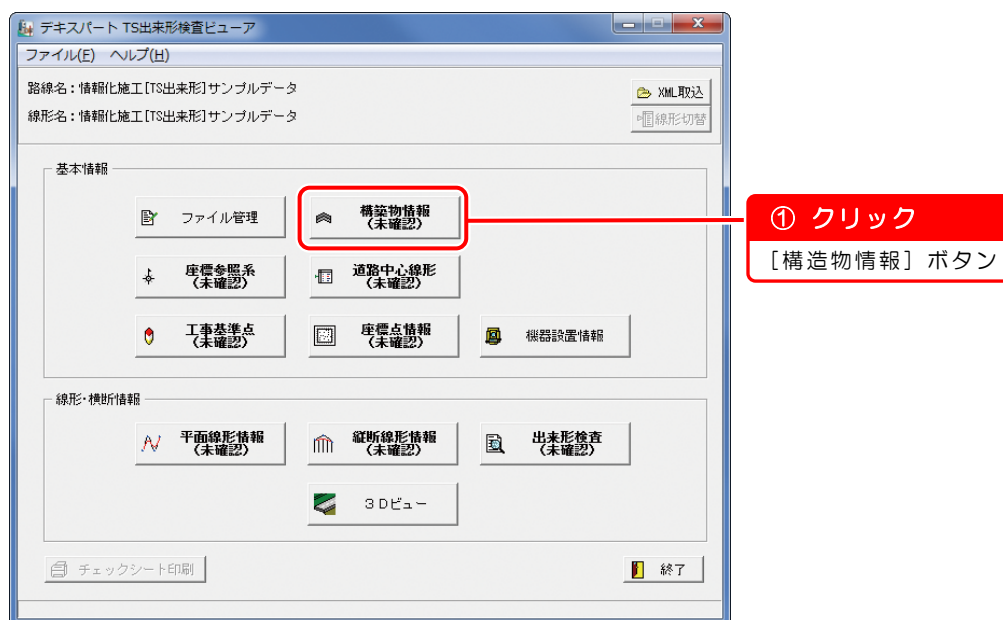 デキスパート TS出来形検査ビューア
ファイル(F) ヘルプ(H)
路線名：情報化施工[TS出来形]サンプルデータ
XML取込
線形名：情報化施工[TS出来形]サンプルデータ
線形切替
基本情報
ファイル管理
構築物情報
(未確認)
① クリック
[構造物情報] ボタン
座標参照系
(未確認)
道路中心線形
(未確認)
工事基準点
(未確認)
座標点情報
(未確認)
機器設置情報
線形・横断情報
平面線形情報
(未確認)
縦断線形情報
(未確認)
出来形検査
(未確認)
３Dビュー
チェックシート印刷
終了